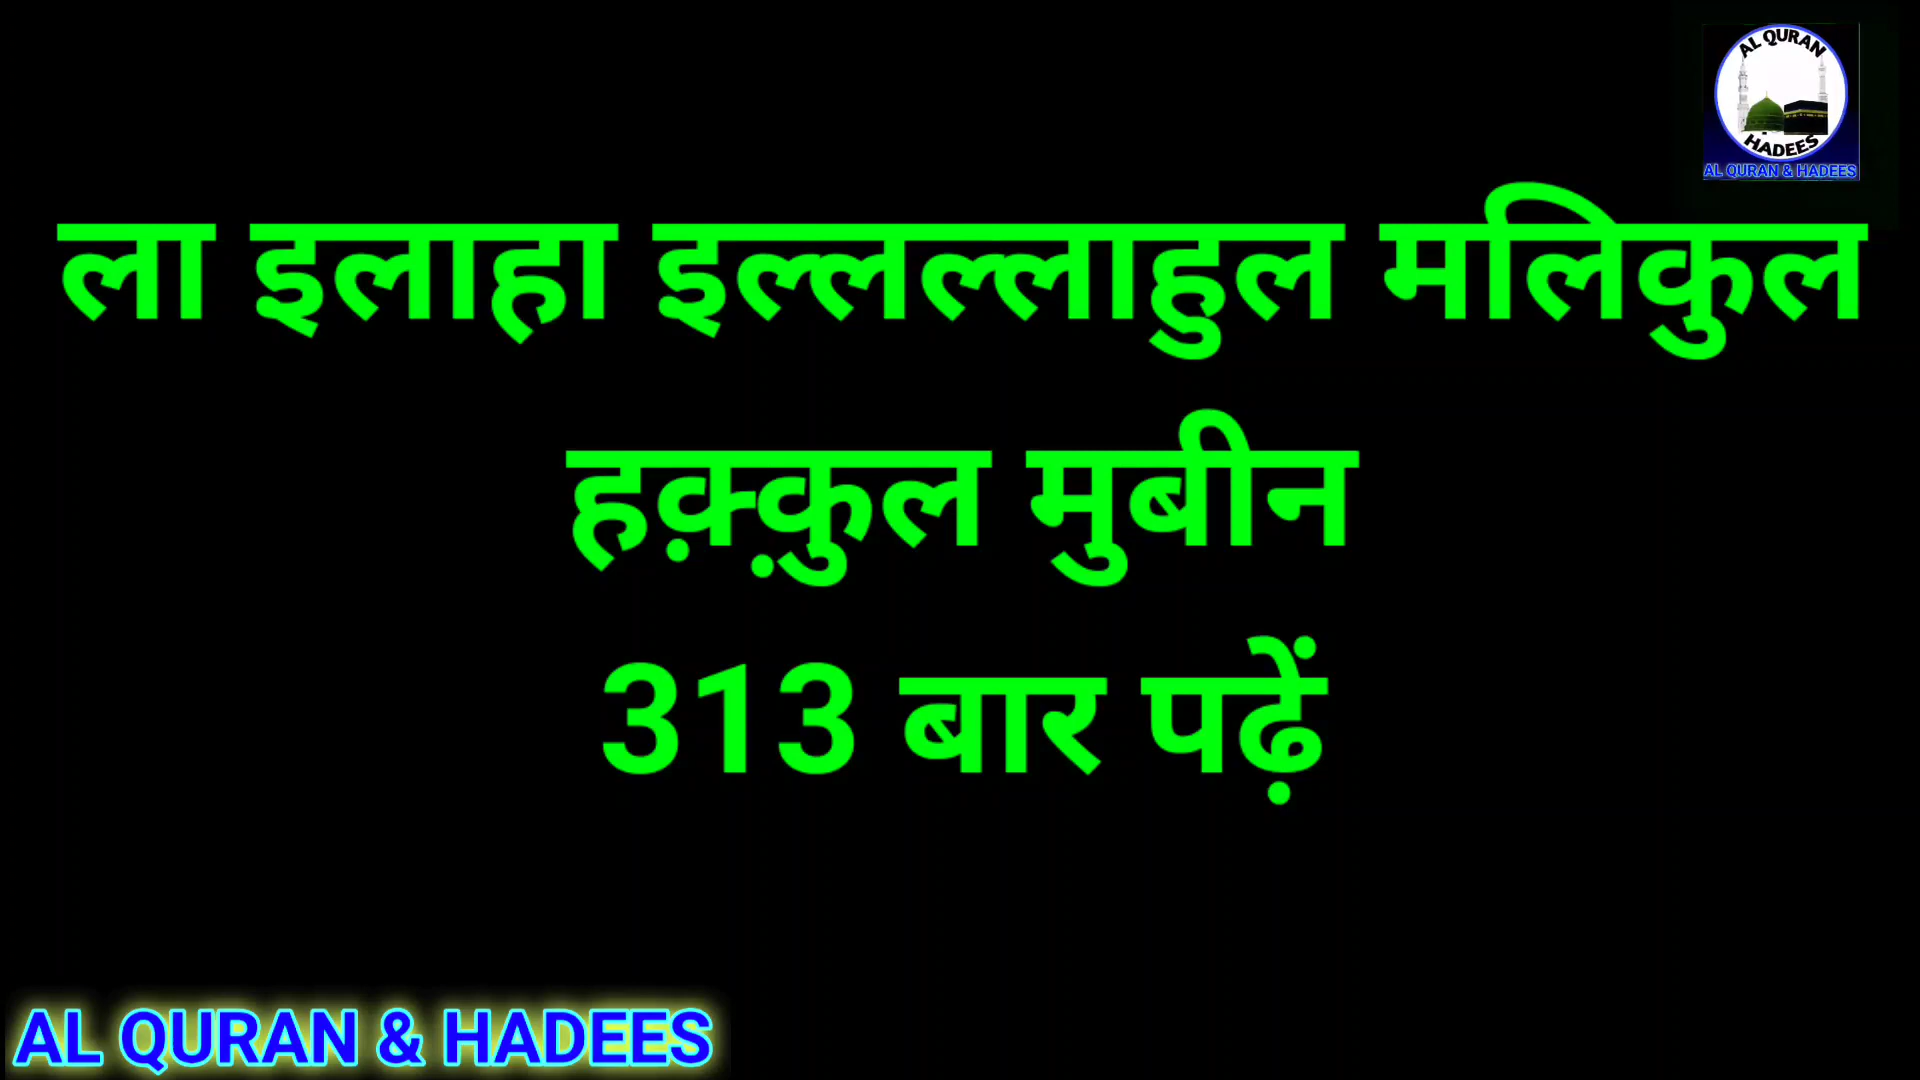 AL QURAN
HADEES
AL QURAN & HADEES
ला इलाहा इल्लल्लाहुल मलिकुल
हक़्क़ुल मुबीन
313 बार पढ़ें
AL QURAN & HADEES